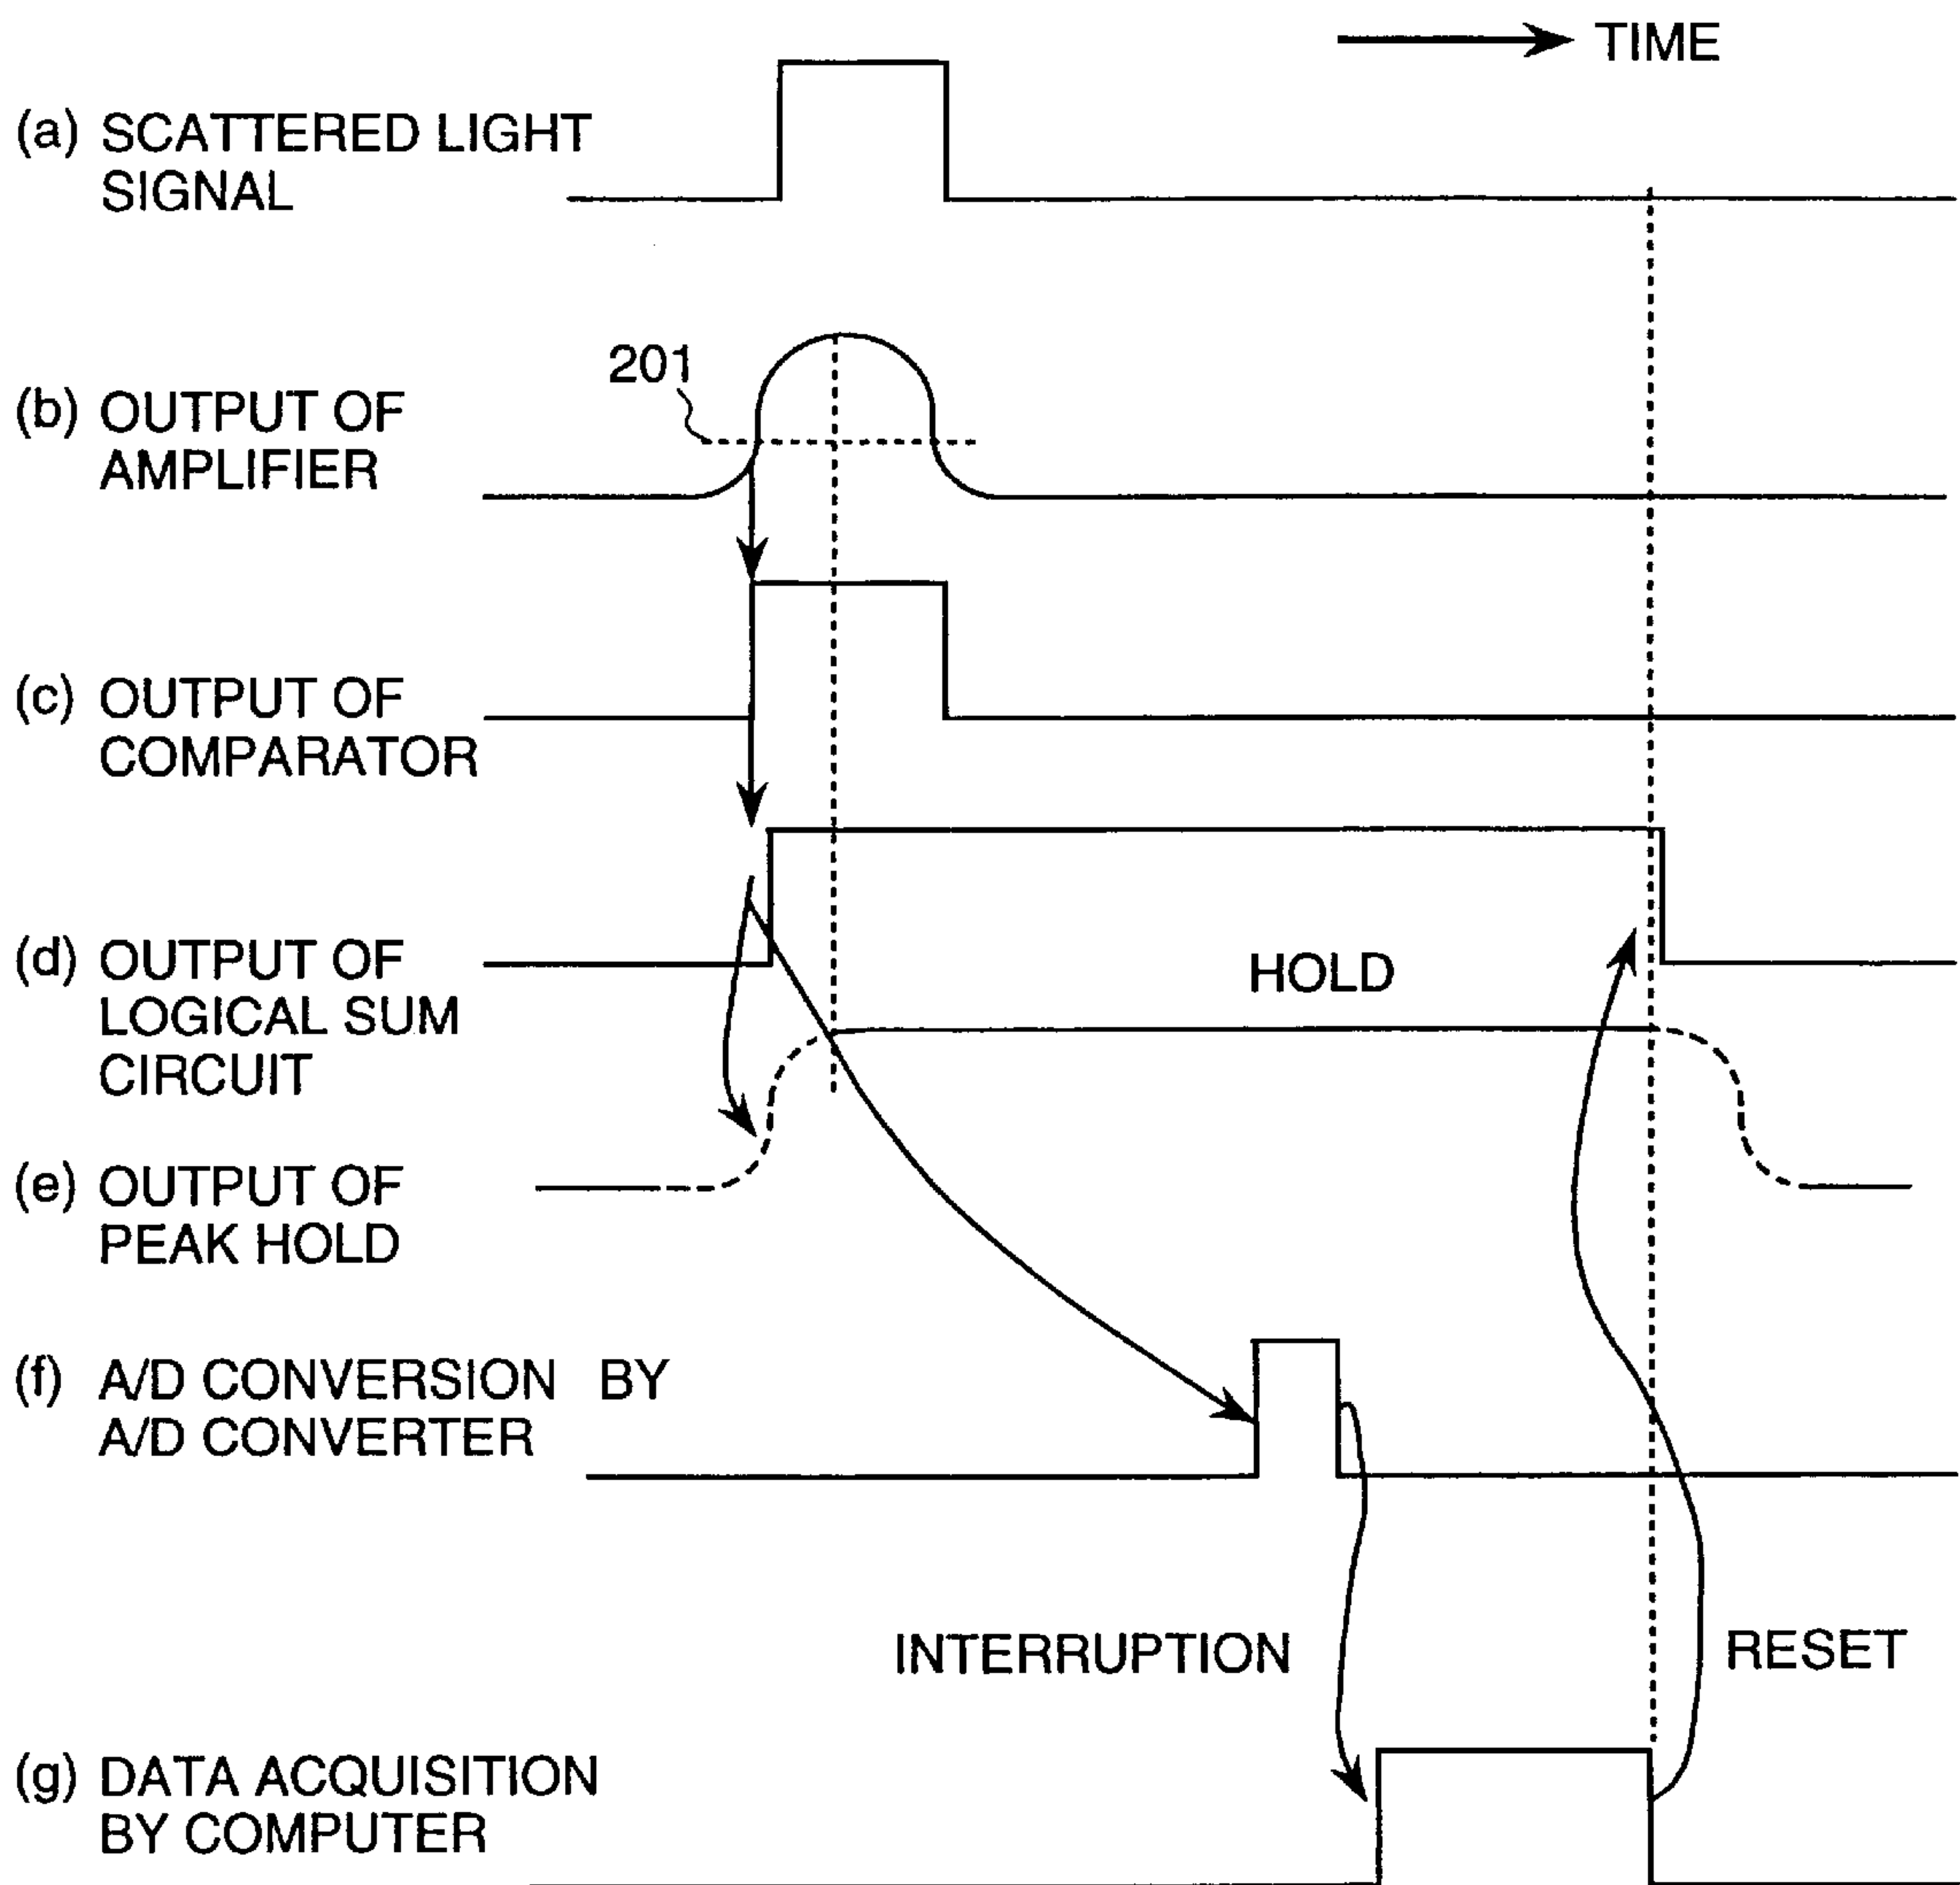 TIME
(a) SCATTERED LIGHT
SIGNAL
201
(b) OUTPUT OF
AMPLIFIER
(c) OUTPUT OF
COMPARATOR
(d) OUTPUT OF
LOGICAL SUM
CIRCUIT
HOLD
(e) OUTPUT OF
PEAK HOLD
(f) A/D CONVERSION BY
A/D CONVERTER
INTERRUPTION
RESET
(g) DATA ACQUISITION
BY COMPUTER